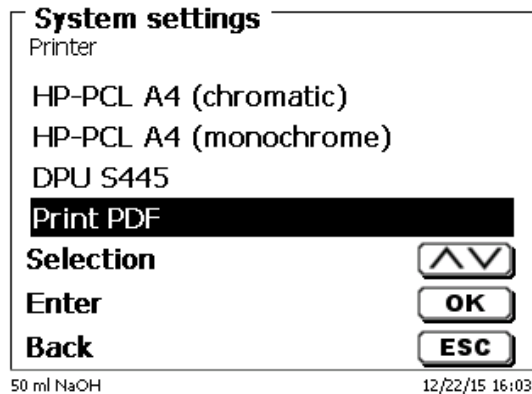 System settings
Printer
HP-PCL A4 (chromatic)
HP-PCL A4 (monochrome)
DPU S445
Print PDF
Selection
Enter OK
Back ESC
50 ml NaOH 12/22/15 16:03